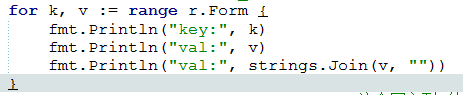 for k, v := range r.Form {
    fmt.Println("key:", k)
    fmt.Println("val:", v)
    fmt.Println("val:", strings.Join(v, ""))
}